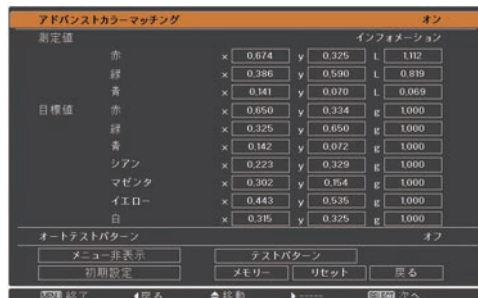 アドバンストカラーマッチング オン
測定値 インフォメーション
赤 x 0.674 y 0.325 L 1.112
緑 x 0.386 y 0.590 L 0.819
青 x 0.141 y 0.070 L 0.069
目標値 赤 x 0.650 y 0.334 g 1.000
緑 x 0.325 y 0.650 g 1.000
青 x 0.142 y 0.072 g 1.000
シアン x 0.223 y 0.329 g 1.000
マゼンタ x 0.302 y 0.154 g 1.000
イエロー x 0.443 y 0.535 g 1.000
白 x 0.315 y 0.325 g 1.000
オートテストパターン オフ
メニュー非表示 テストパターン
初期設定 メモリー リセット 戻る
MENU 終了 ◀戻る 移動 ▶ ----- SELECT 次へ